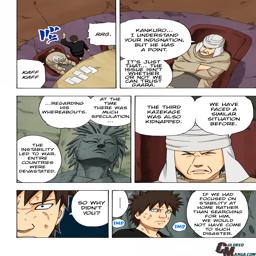 KANKURO...
I UNDERSTAND
YOUR INDIGNATION,
BUT HE HAS
A POINT.
IT'S JUST
THAT... THE
ISSUE ISN'T
WHETHER
OR NOT WE
CAN TRUST
GAARA.
KAFF
KAFF
WE HAVE
FACED A
SIMILAR
SITUATION
BEFORE.
THE THIRD
KAZEKAGE
WAS ALSO
KIDNAPPED.
AT THE
TIME
THERE WAS
MUCH
SPECULATION
...
...REGARDING
HIS
WHEREABOUTS.
THE
INSTABILITY
LED TO WAR.
ENTIRE
COUNTRIES
WERE
DEVASTATED.
IF WE HAD
FOCUSED ON
STABILITY AT
HOME RATHER
THAN
SEARCHING FOR
HIM, WE
WOULD NOT
HAVE COME
TO SUCH
DISASTER.
SO WHY
DIDN'T
YOU?
COLORED
MANGA.COM